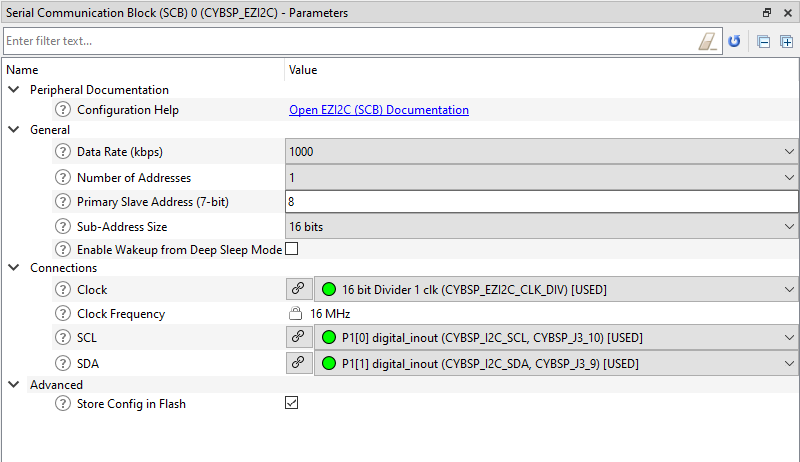 Serial Communication Block (SCB) 0 (CYBSP_EZI2C) - Parameters
Enter filter text...
Name Value
Peripheral Documentation
Configuration Help Open EZI2C (SCB) Documentation
General
Data Rate (kbps) 1000
Number of Addresses 1
Primary Slave Address (7-bit) 8
Sub-Address Size 16 bits
Enable Wakeup from Deep Sleep Mode
Connections
Clock 16 bit Divider 1 clk (CYBSP_EZI2C_CLK_DIV) [USED]
Clock Frequency 16 MHz
SCL P1[0] digital_inout (CYBSP_I2C_SCL, CYBSP_J3_10) [USED]
SDA P1[1] digital_inout (CYBSP_I2C_SDA, CYBSP_J3_9) [USED]
Advanced
Store Config in Flash